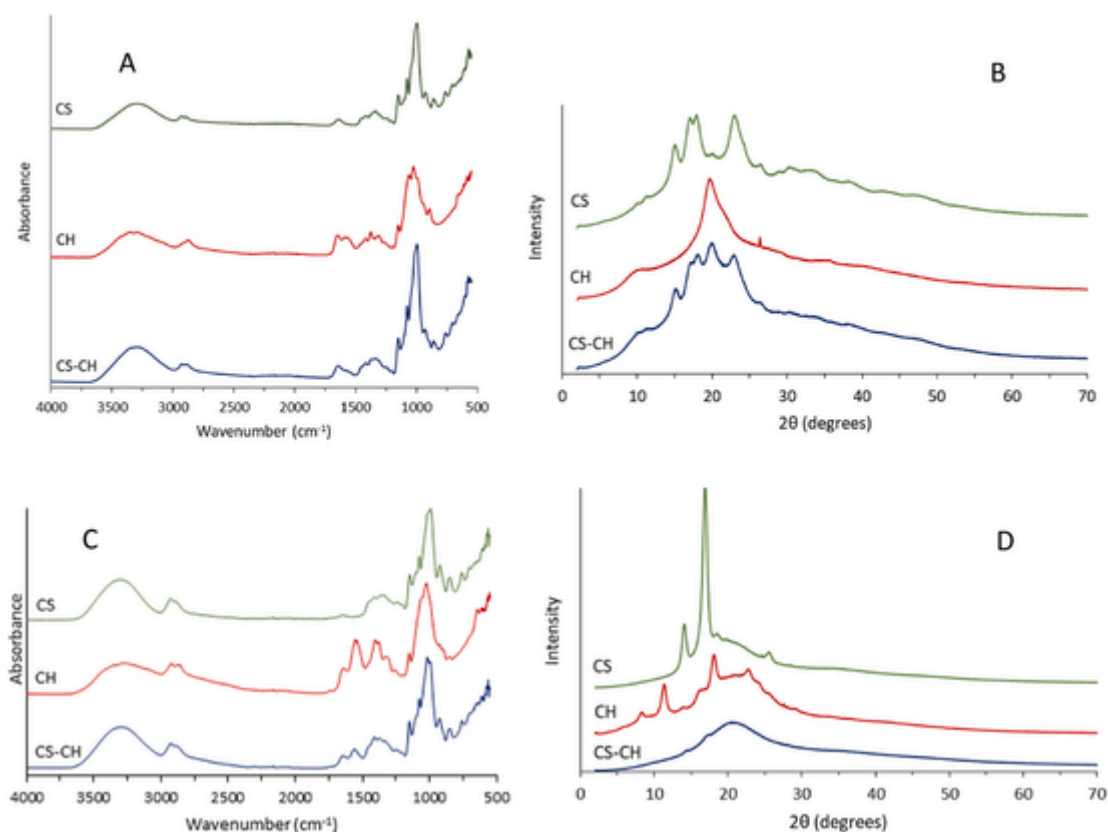 A
CS
CH
CS-CH
Absorbance
4000 3500 3000 2500 2000 1500 1000 500
Wavenumber (cm⁻¹)
B
CS
CH
CS-CH
Intensity
0 10 20 30 40 50 60 70
2θ (degrees)
C
CS
CH
CS-CH
Absorbance
4000 3500 3000 2500 2000 1500 1000 500
Wavenumber (cm⁻¹)
D
CS
CH
CS-CH
Intensity
0 10 20 30 40 50 60 70
2θ (degrees)